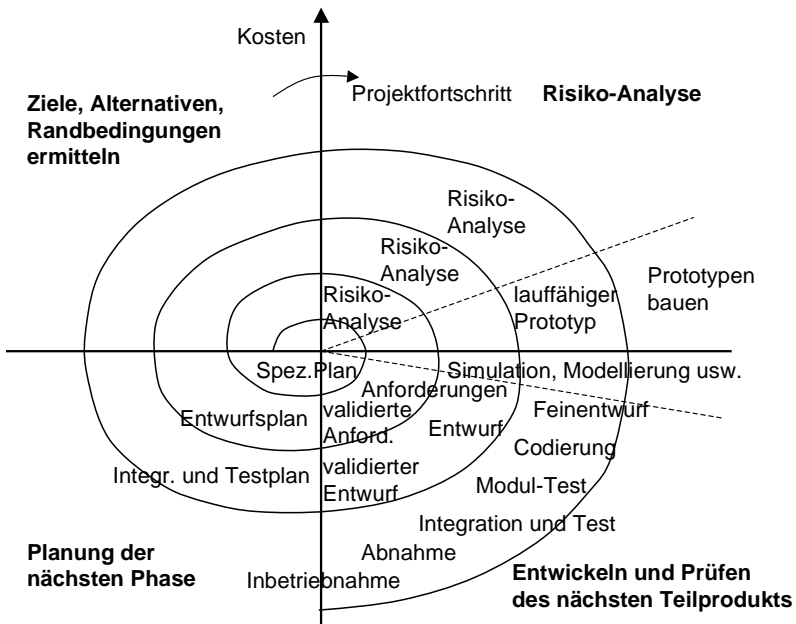 Kosten
Projektfortschritt
Risiko-Analyse
Ziele, Alternativen,
Randbedingungen
ermitteln
Risiko-
Analyse
Risiko-
Analyse
Risiko-
Analyse
lauffähiger
Prototyp
Prototypen
bauen
Spez.Plan
Simulation, Modellierung usw.
Anforderungen
Entwurfsplan
validierte
Anford.
Entwurf
Feinentwurf
Codierung
Integr. und Testplan
validierter
Entwurf
Modul-Test
Integration und Test
Abnahme
Inbetriebnahme
Planung der
nächsten Phase
Entwickeln und Prüfen
des nächsten Teilprodukts